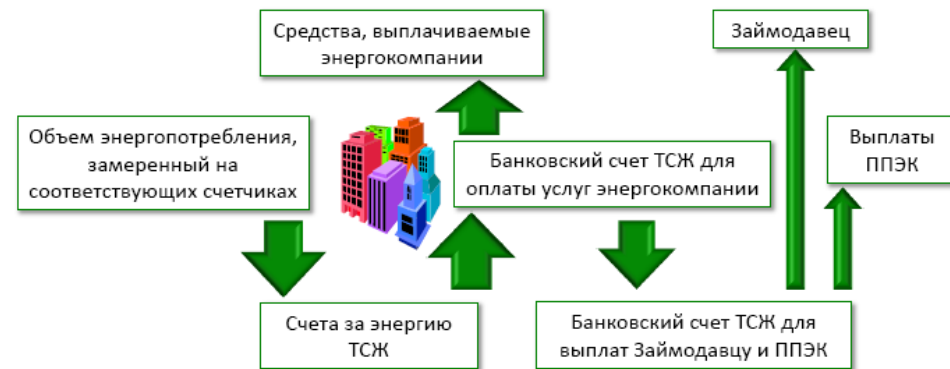 Средства, выплачиваемые
энергокомпании
Займодавец
Объем энергопотребления,
замеренный на
соответствующих счетчиках
Банковский счет ТСЖ для
оплаты услуг энергокомпании
Выплаты
ППЭК
Счета за энергию
ТСЖ
Банковский счет ТСЖ для
выплат Займодавцу и ППЭК